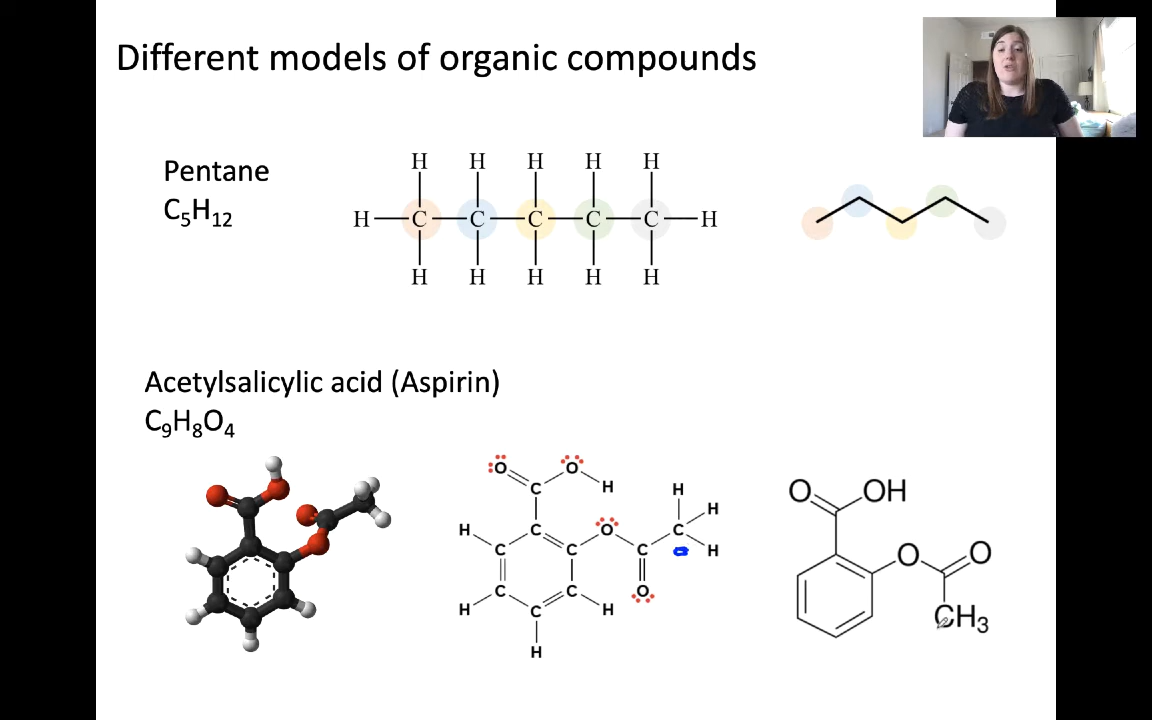 Different models of organic compounds
Pentane
C₅H₁₂
H H H H H
H C C C C C H
H H H H H
Acetylsalicylic acid (Aspirin)
C₉H₈O₄
O O
C H
H C O H H
C C C C H
C C O
H C H
H
O OH
O O
CH₃